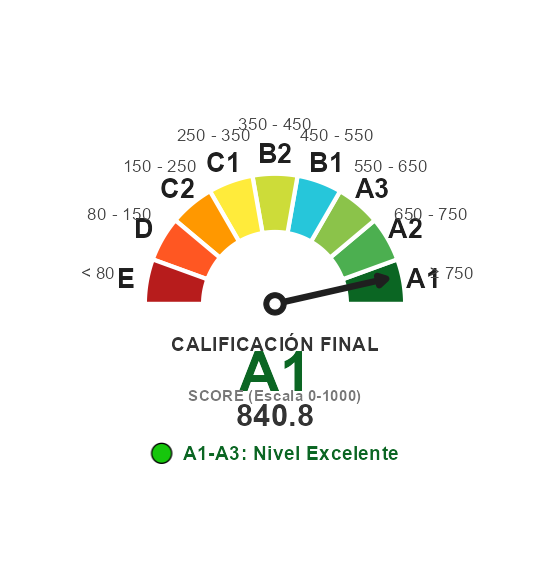 350 - 450
250 - 350
450 - 550
B2
C1
B1
150 - 250
550 - 650
C2
A3
80 - 150
650 - 750
D
A2
< 80
E
A1
≥ 750
CALIFICACIÓN FINAL
A1
SCORE (Escala 0-1000)
840.8
A1-A3: Nivel Excelente